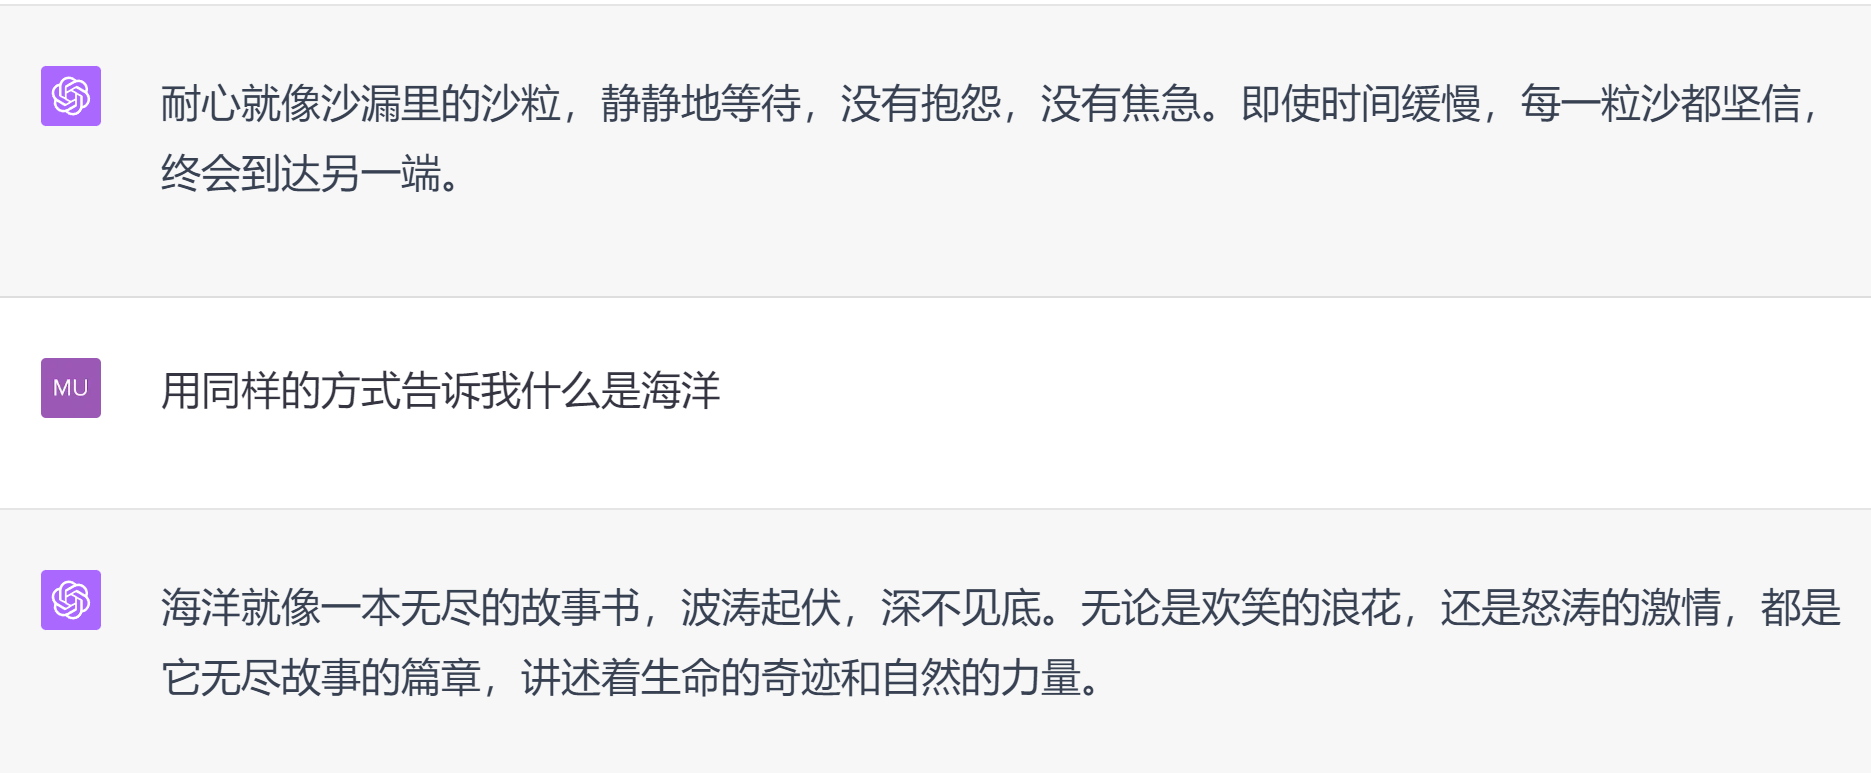 耐心就像沙漏里的沙粒，静静地等待，没有抱怨，没有焦急。即使时间缓慢，每一粒沙都坚信，
终会到达另一端。
MU
用同样的方式告诉我什么是海洋
海洋就像一本无尽的故事书，波涛起伏，深不见底。无论是欢笑的浪花，还是怒涛的激情，都是
它无尽故事的篇章，讲述着生命的奇迹和自然的力量。